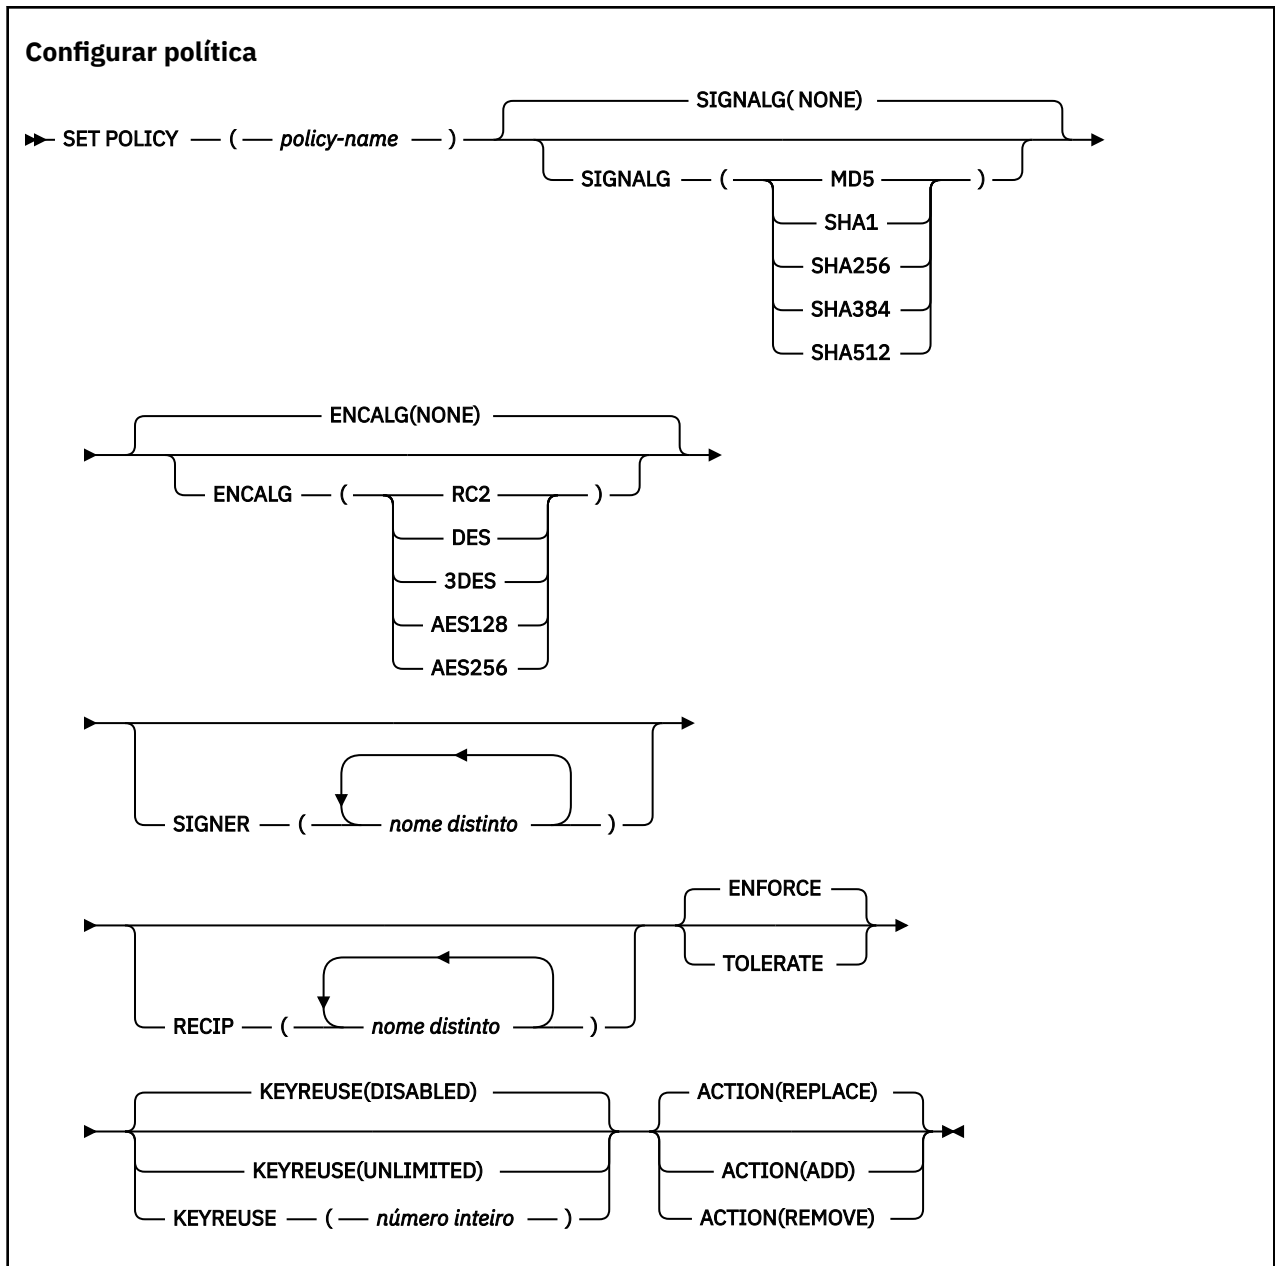 Configurar política
SIGNALG( NONE)
SET POLICY ( policy-name )
SIGNALG ( MD5 )
SHA1
SHA256
SHA384
SHA512
ENCALG(NONE)
ENCALG ( RC2 )
DES
3DES
AES128
AES256
SIGNER ( nome distinto )
ENFORCE
TOLERATE
RECIP ( nome distinto )
KEYREUSE(DISABLED) ACTION(REPLACE)
KEYREUSE(UNLIMITED) ACTION(ADD)
KEYREUSE ( número inteiro ) ACTION(REMOVE)